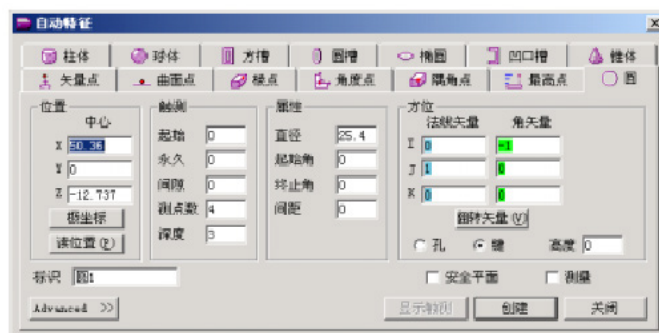 自动特征
柱体 球体 方槽 圆槽 椭圆 凹口槽 锥体
矢量点 曲面点 棱点 角度点 隅角点 最高点 圆
位置 触测 属性 方位
中心 法线矢量 角矢量
X 50.36 起始 0 直径 25.4 I 0 -1
Y 0 永久 0 起始角 0 J 1 0
Z -12.737 间隙 0 终止角 0 K 0 0
极坐标 测点数 4 间距 0 翻转矢量(V)
读位置(P) 深度 3 孔 键 高度 0
标识 圆1 安全平面 测量
Advanced >> 显示触测 创建 关闭